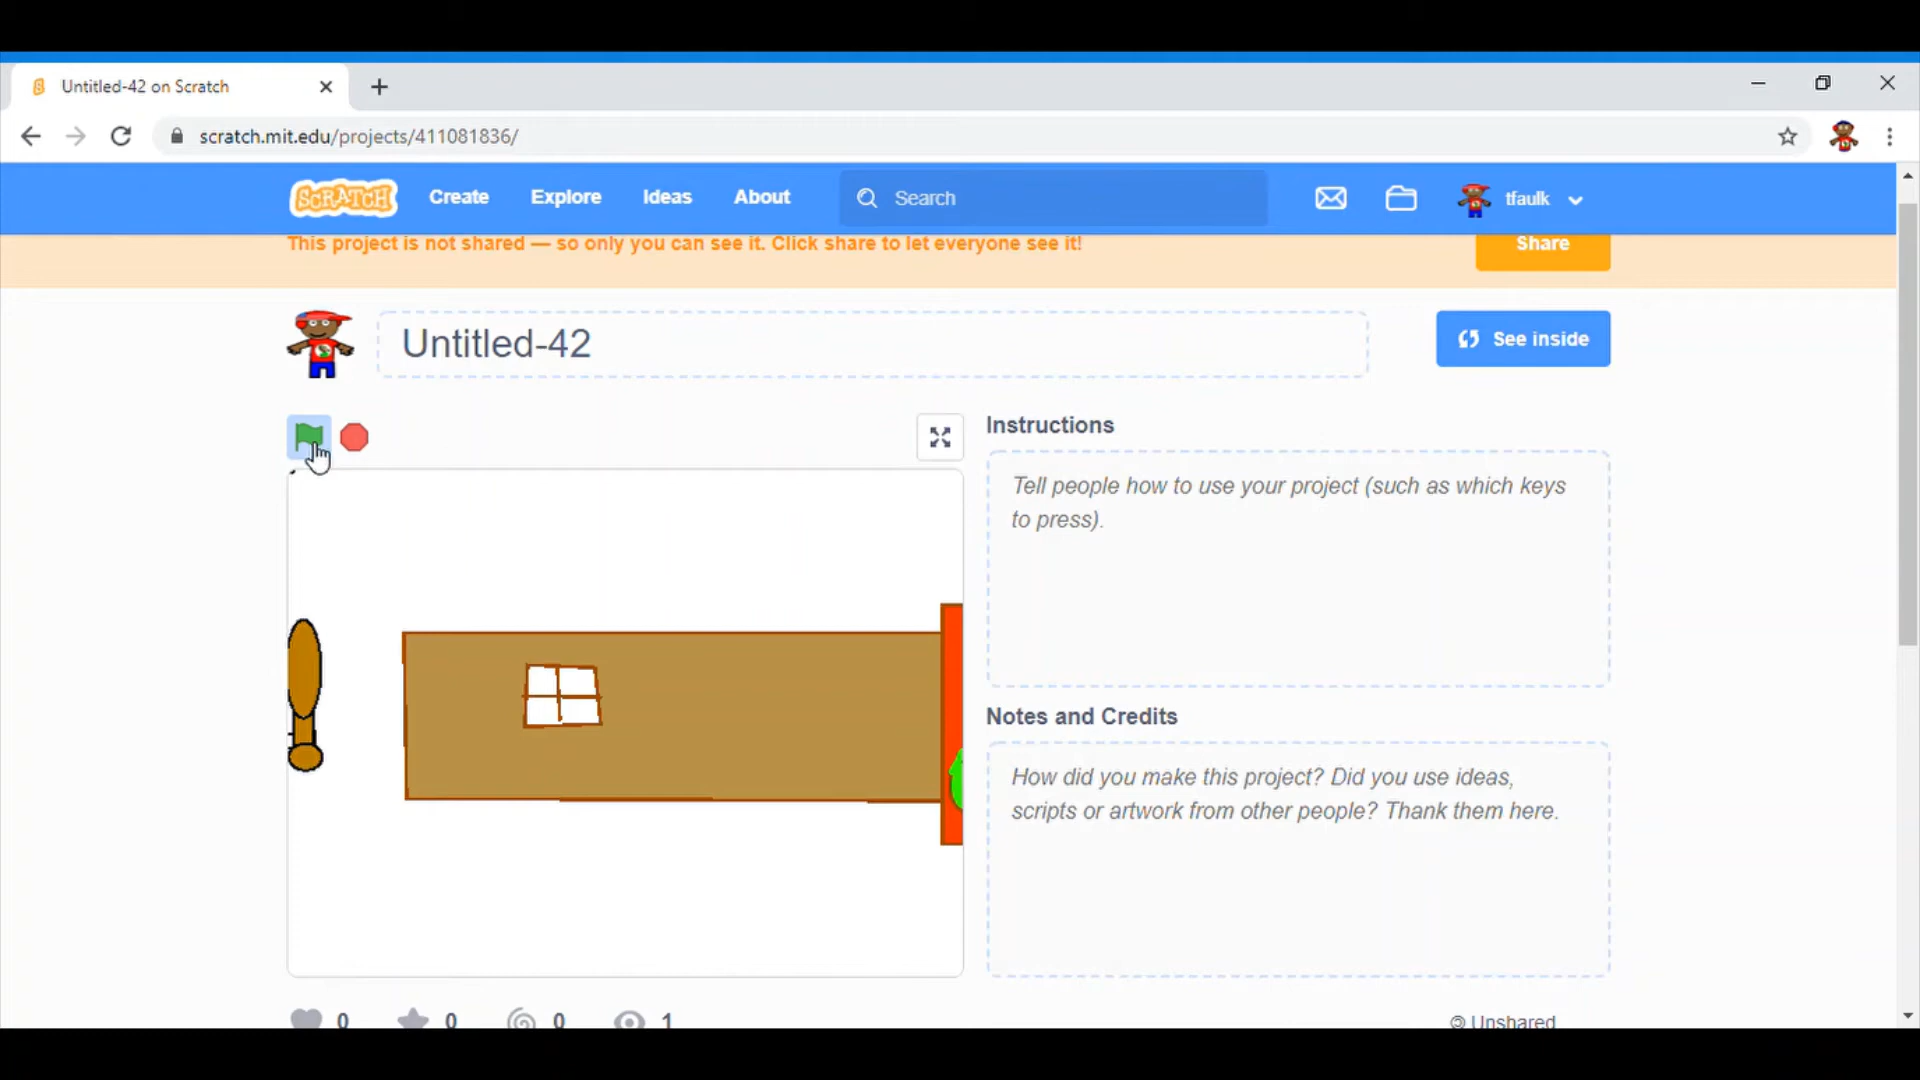 Untitled-42 on Scratch
scratch.mit.edu/projects/411081836/
SCRATCH Create Explore Ideas About Search tfaulk
This project is not shared — so only you can see it. Click share to let everyone see it! Share
Untitled-42
See inside
Instructions
Tell people how to use your project (such as which keys
to press).
Notes and Credits
How did you make this project? Did you use ideas,
scripts or artwork from other people? Thank them here.
0 0 0 1 Unshared